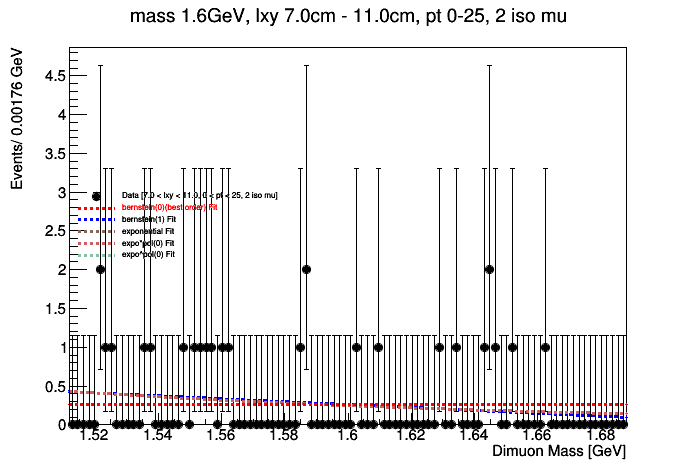 mass 1.6GeV, lxy 7.0cm - 11.0cm, pt 0-25, 2 iso mu
Events/ 0.00176 GeV
4.5
4
3.5
3
2.5
2
1.5
1
0.5
0
Data [7.0 < lxy < 11.0, 0 < pt < 25, 2 iso mu]
bernstein(0)(best order) Fit
bernstein(1) Fit
exponential Fit
expo*pol(0) Fit
expo*pol(0) Fit
1.52 1.54 1.56 1.58 1.6 1.62 1.64 1.66 1.68
Dimuon Mass [GeV]